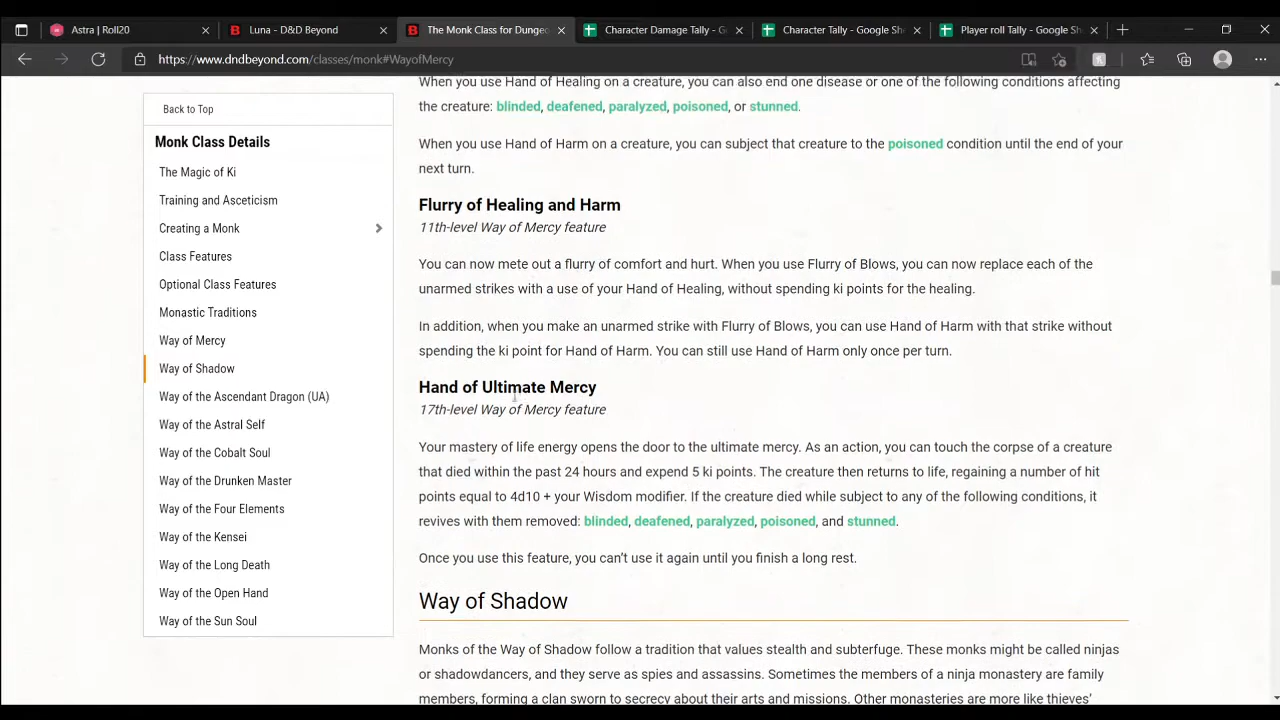 Astra | Roll20
Luna - D&D Beyond
The Monk Class for Dungeo
Character Damage Tally - G
Character Tally - Google She
Player roll Tally - Google She
https://www.dndbeyond.com/classes/monk#WayofMercy
Back to Top
Monk Class Details
The Magic of Ki
Training and Asceticism
Creating a Monk
Class Features
Optional Class Features
Monastic Traditions
Way of Mercy
Way of Shadow
Way of the Ascendant Dragon (UA)
Way of the Astral Self
Way of the Cobalt Soul
Way of the Drunken Master
Way of the Four Elements
Way of the Kensei
Way of the Long Death
Way of the Open Hand
Way of the Sun Soul
When you use Hand of Healing on a creature, you can also end one disease or one of the following conditions affecting
the creature: blinded, deafened, paralyzed, poisoned, or stunned.
When you use Hand of Harm on a creature, you can subject that creature to the poisoned condition until the end of your
next turn.
Flurry of Healing and Harm
11th-level Way of Mercy feature
You can now mete out a flurry of comfort and hurt. When you use Flurry of Blows, you can now replace each of the
unarmed strikes with a use of your Hand of Healing, without spending ki points for the healing.
In addition, when you make an unarmed strike with Flurry of Blows, you can use Hand of Harm with that strike without
spending the ki point for Hand of Harm. You can still use Hand of Harm only once per turn.
Hand of Ultimate Mercy
17th-level Way of Mercy feature
Your mastery of life energy opens the door to the ultimate mercy. As an action, you can touch the corpse of a creature
that died within the past 24 hours and expend 5 ki points. The creature then returns to life, regaining a number of hit
points equal to 4d10 + your Wisdom modifier. If the creature died while subject to any of the following conditions, it
revives with them removed: blinded, deafened, paralyzed, poisoned, and stunned.
Once you use this feature, you can't use it again until you finish a long rest.
Way of Shadow
Monks of the Way of Shadow follow a tradition that values stealth and subterfuge. These monks might be called ninjas
or shadowdancers, and they serve as spies and assassins. Sometimes the members of a ninja monastery are family
members, forming a clan sworn to secrecy about their arts and missions. Other monasteries are more like thieves'